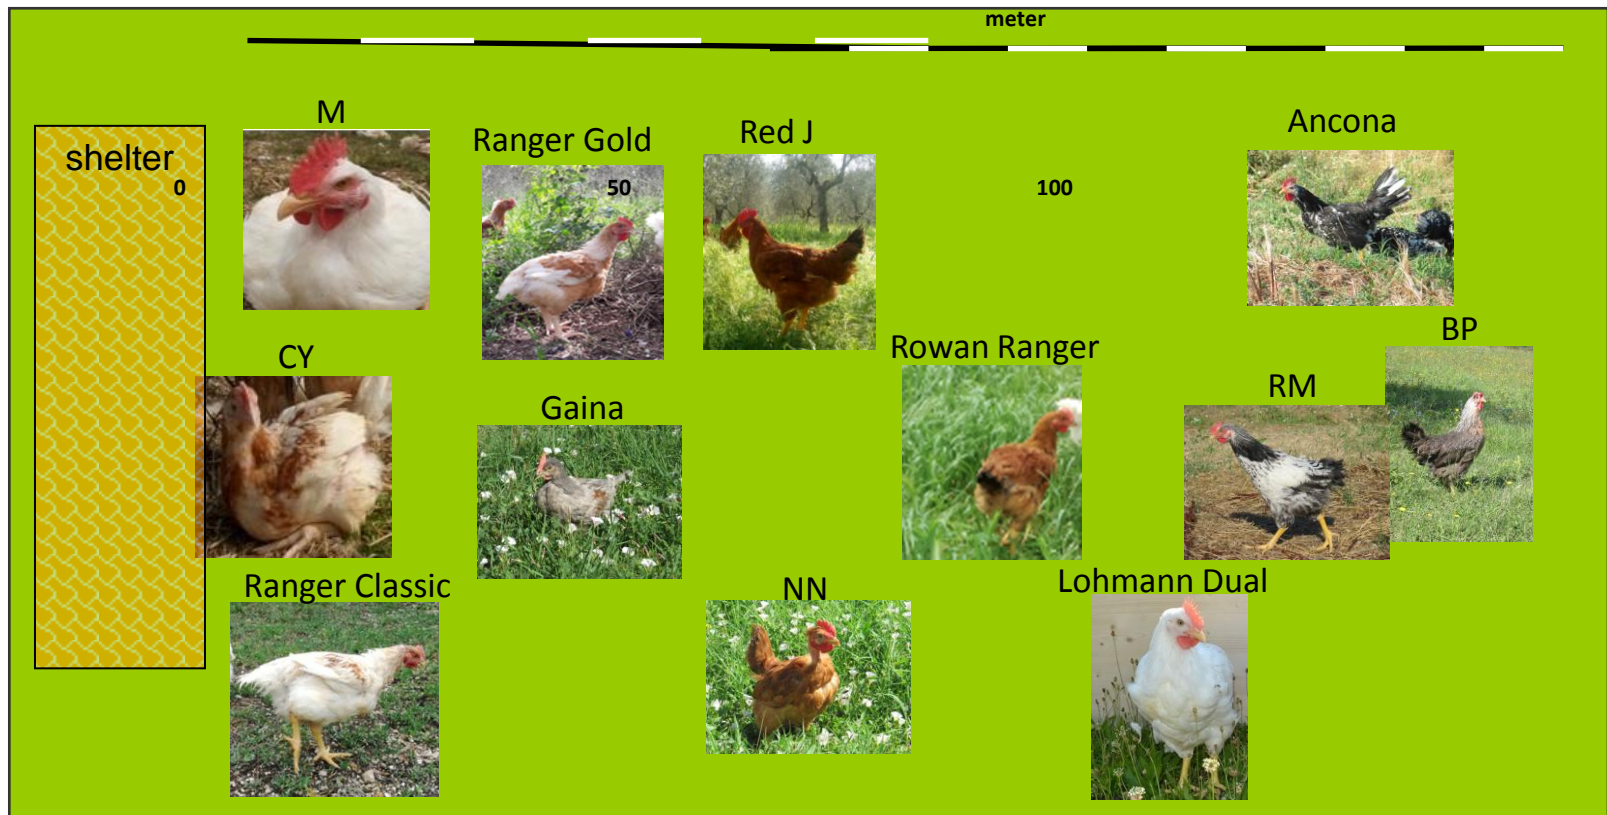 meter
M
Ranger Gold
Red J
Ancona
shelter
0
50
100
BP
Rowan Ranger
CY
RM
Gaina
Ranger Classic
NN
Lohmann Dual